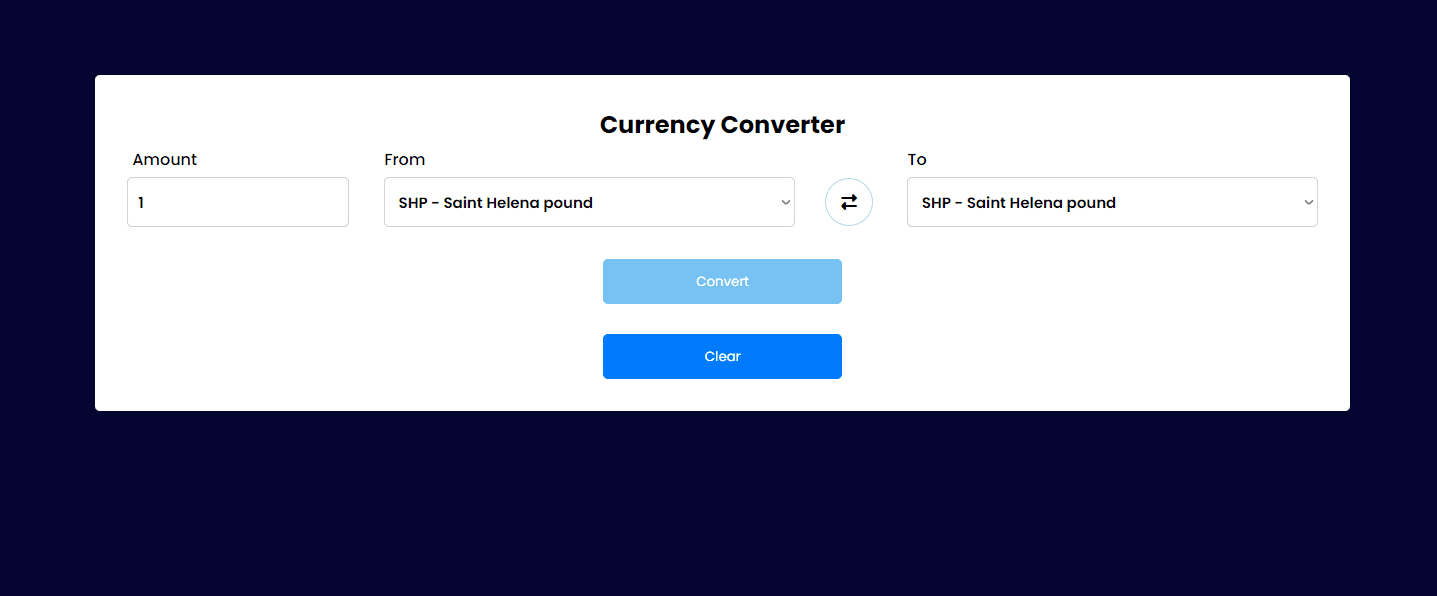 Currency Converter
Amount
From
To
1
SHP - Saint Helena pound
SHP - Saint Helena pound
Convert
Clear